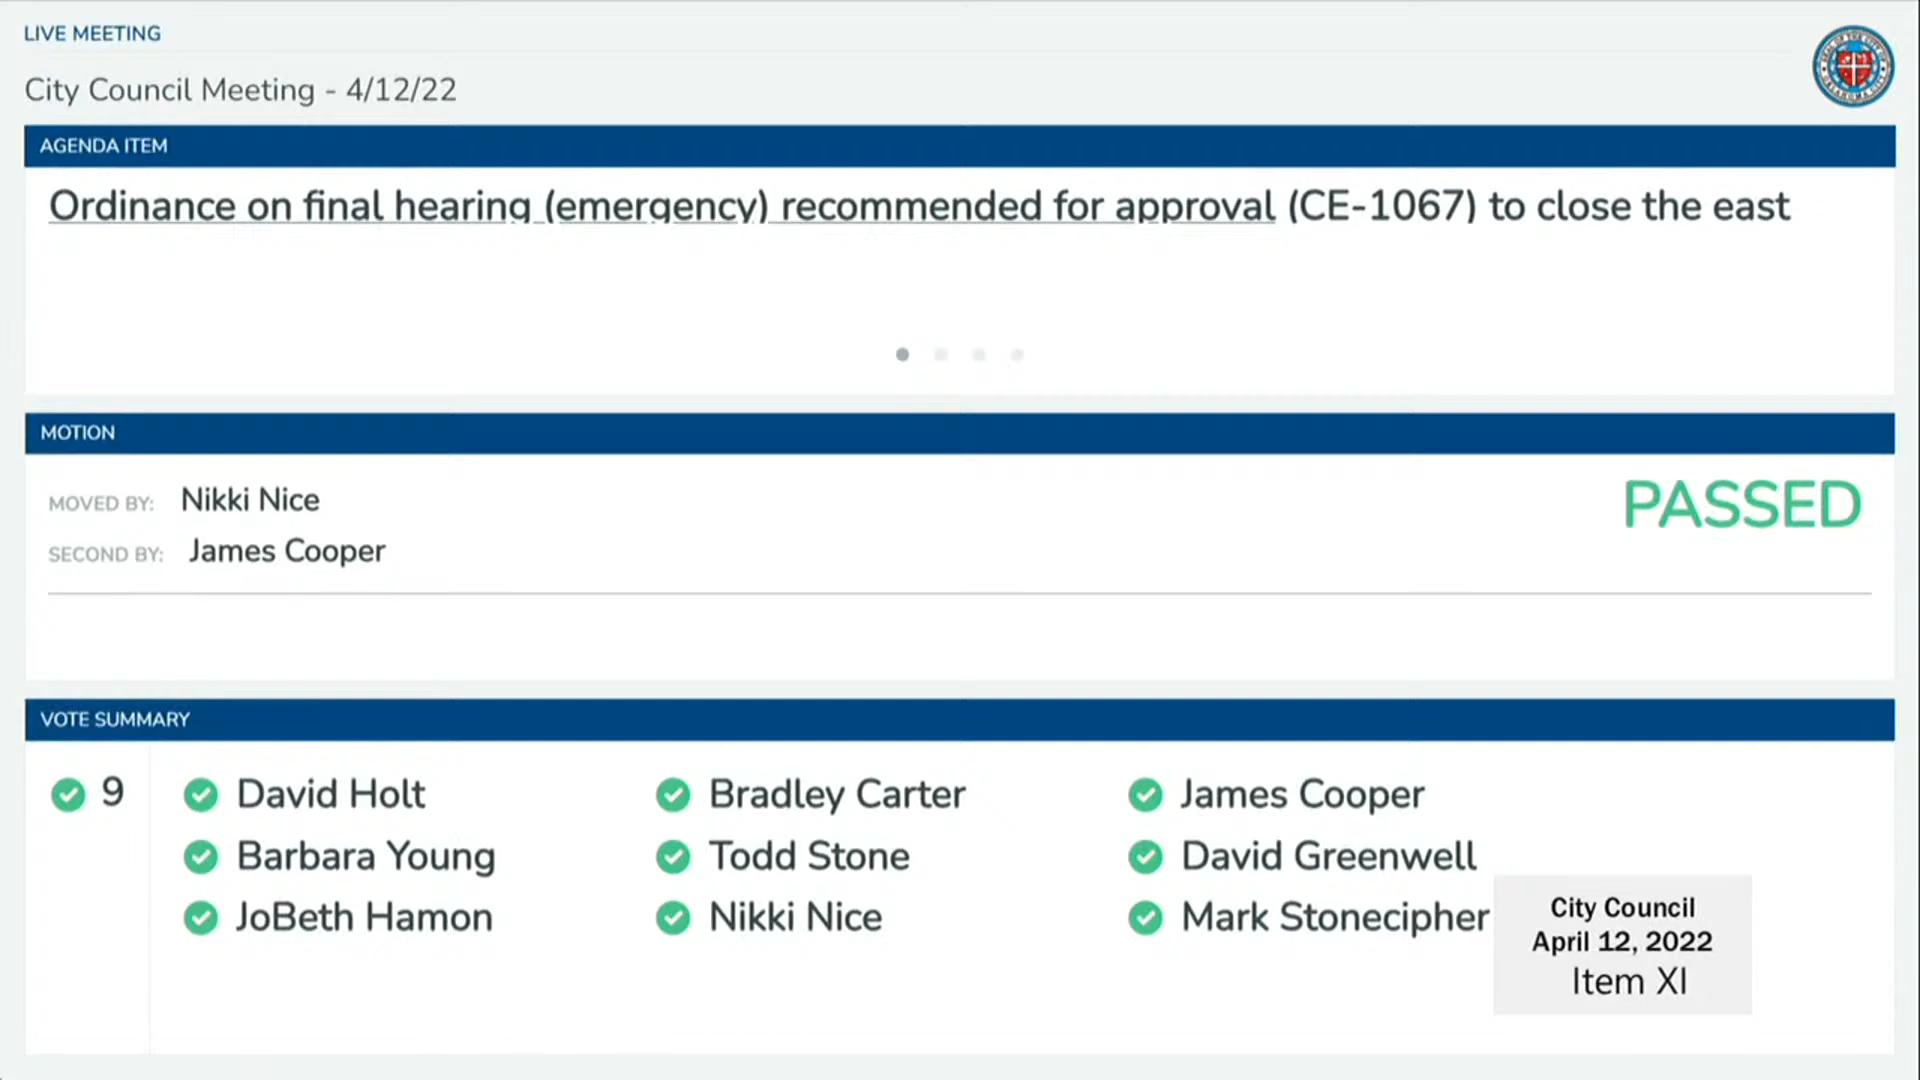 LIVE MEETING
City Council Meeting - 4/12/22
AGENDA ITEM
Ordinance on final hearing (emergency) recommended for approval (CE-1067) to close the east
MOTION
MOVED BY: Nikki Nice
PASSED
SECOND BY: James Cooper
VOTE SUMMARY
9
David Holt
Bradley Carter
James Cooper
Barbara Young
Todd Stone
David Greenwell
JoBeth Hamon
Nikki Nice
Mark Stonecipher
City Council
April 12, 2022
Item XI